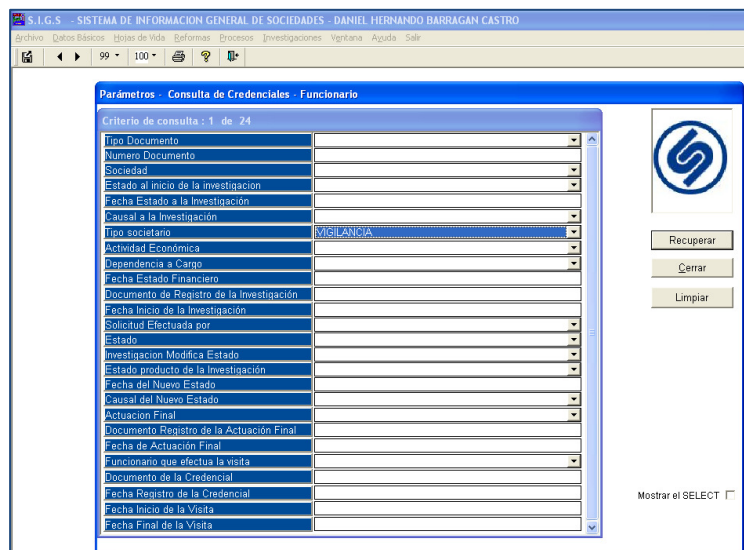 S.I.G.S - SISTEMA DE INFORMACION GENERAL DE SOCIEDADES - DANIEL HERNANDO BARRAGAN CASTRO
Archivo Datos Básicos Hojas de Vida Reformas Procesos Investigaciones Ventana Ayuda Salir
99 100
Parámetros - Consulta de Credenciales - Funcionario
Criterio de consulta : 1 de 24
Tipo Documento
Numero Documento
Sociedad
Estado al inicio de la investigacion
Fecha Estado a la Investigación
Causal a la Investigación
Tipo societario VIGILANCIA
Actividad Económica
Dependencia a Cargo
Fecha Estado Financiero
Documento de Registro de la Investigación
Fecha Inicio de la Investigación
Solicitud Efectuada por
Estado
Investigacion Modifica Estado
Estado producto de la Investigación
Fecha del Nuevo Estado
Causal del Nuevo Estado
Actuacion Final
Documento Registro de la Actuación Final
Fecha de Actuación Final
Funcionario que efectua la visita
Documento de la Credencial
Fecha Registro de la Credencial
Fecha Inicio de la Visita
Fecha Final de la Visita
Recuperar
Cerrar
Limpiar
Mostrar el SELECT